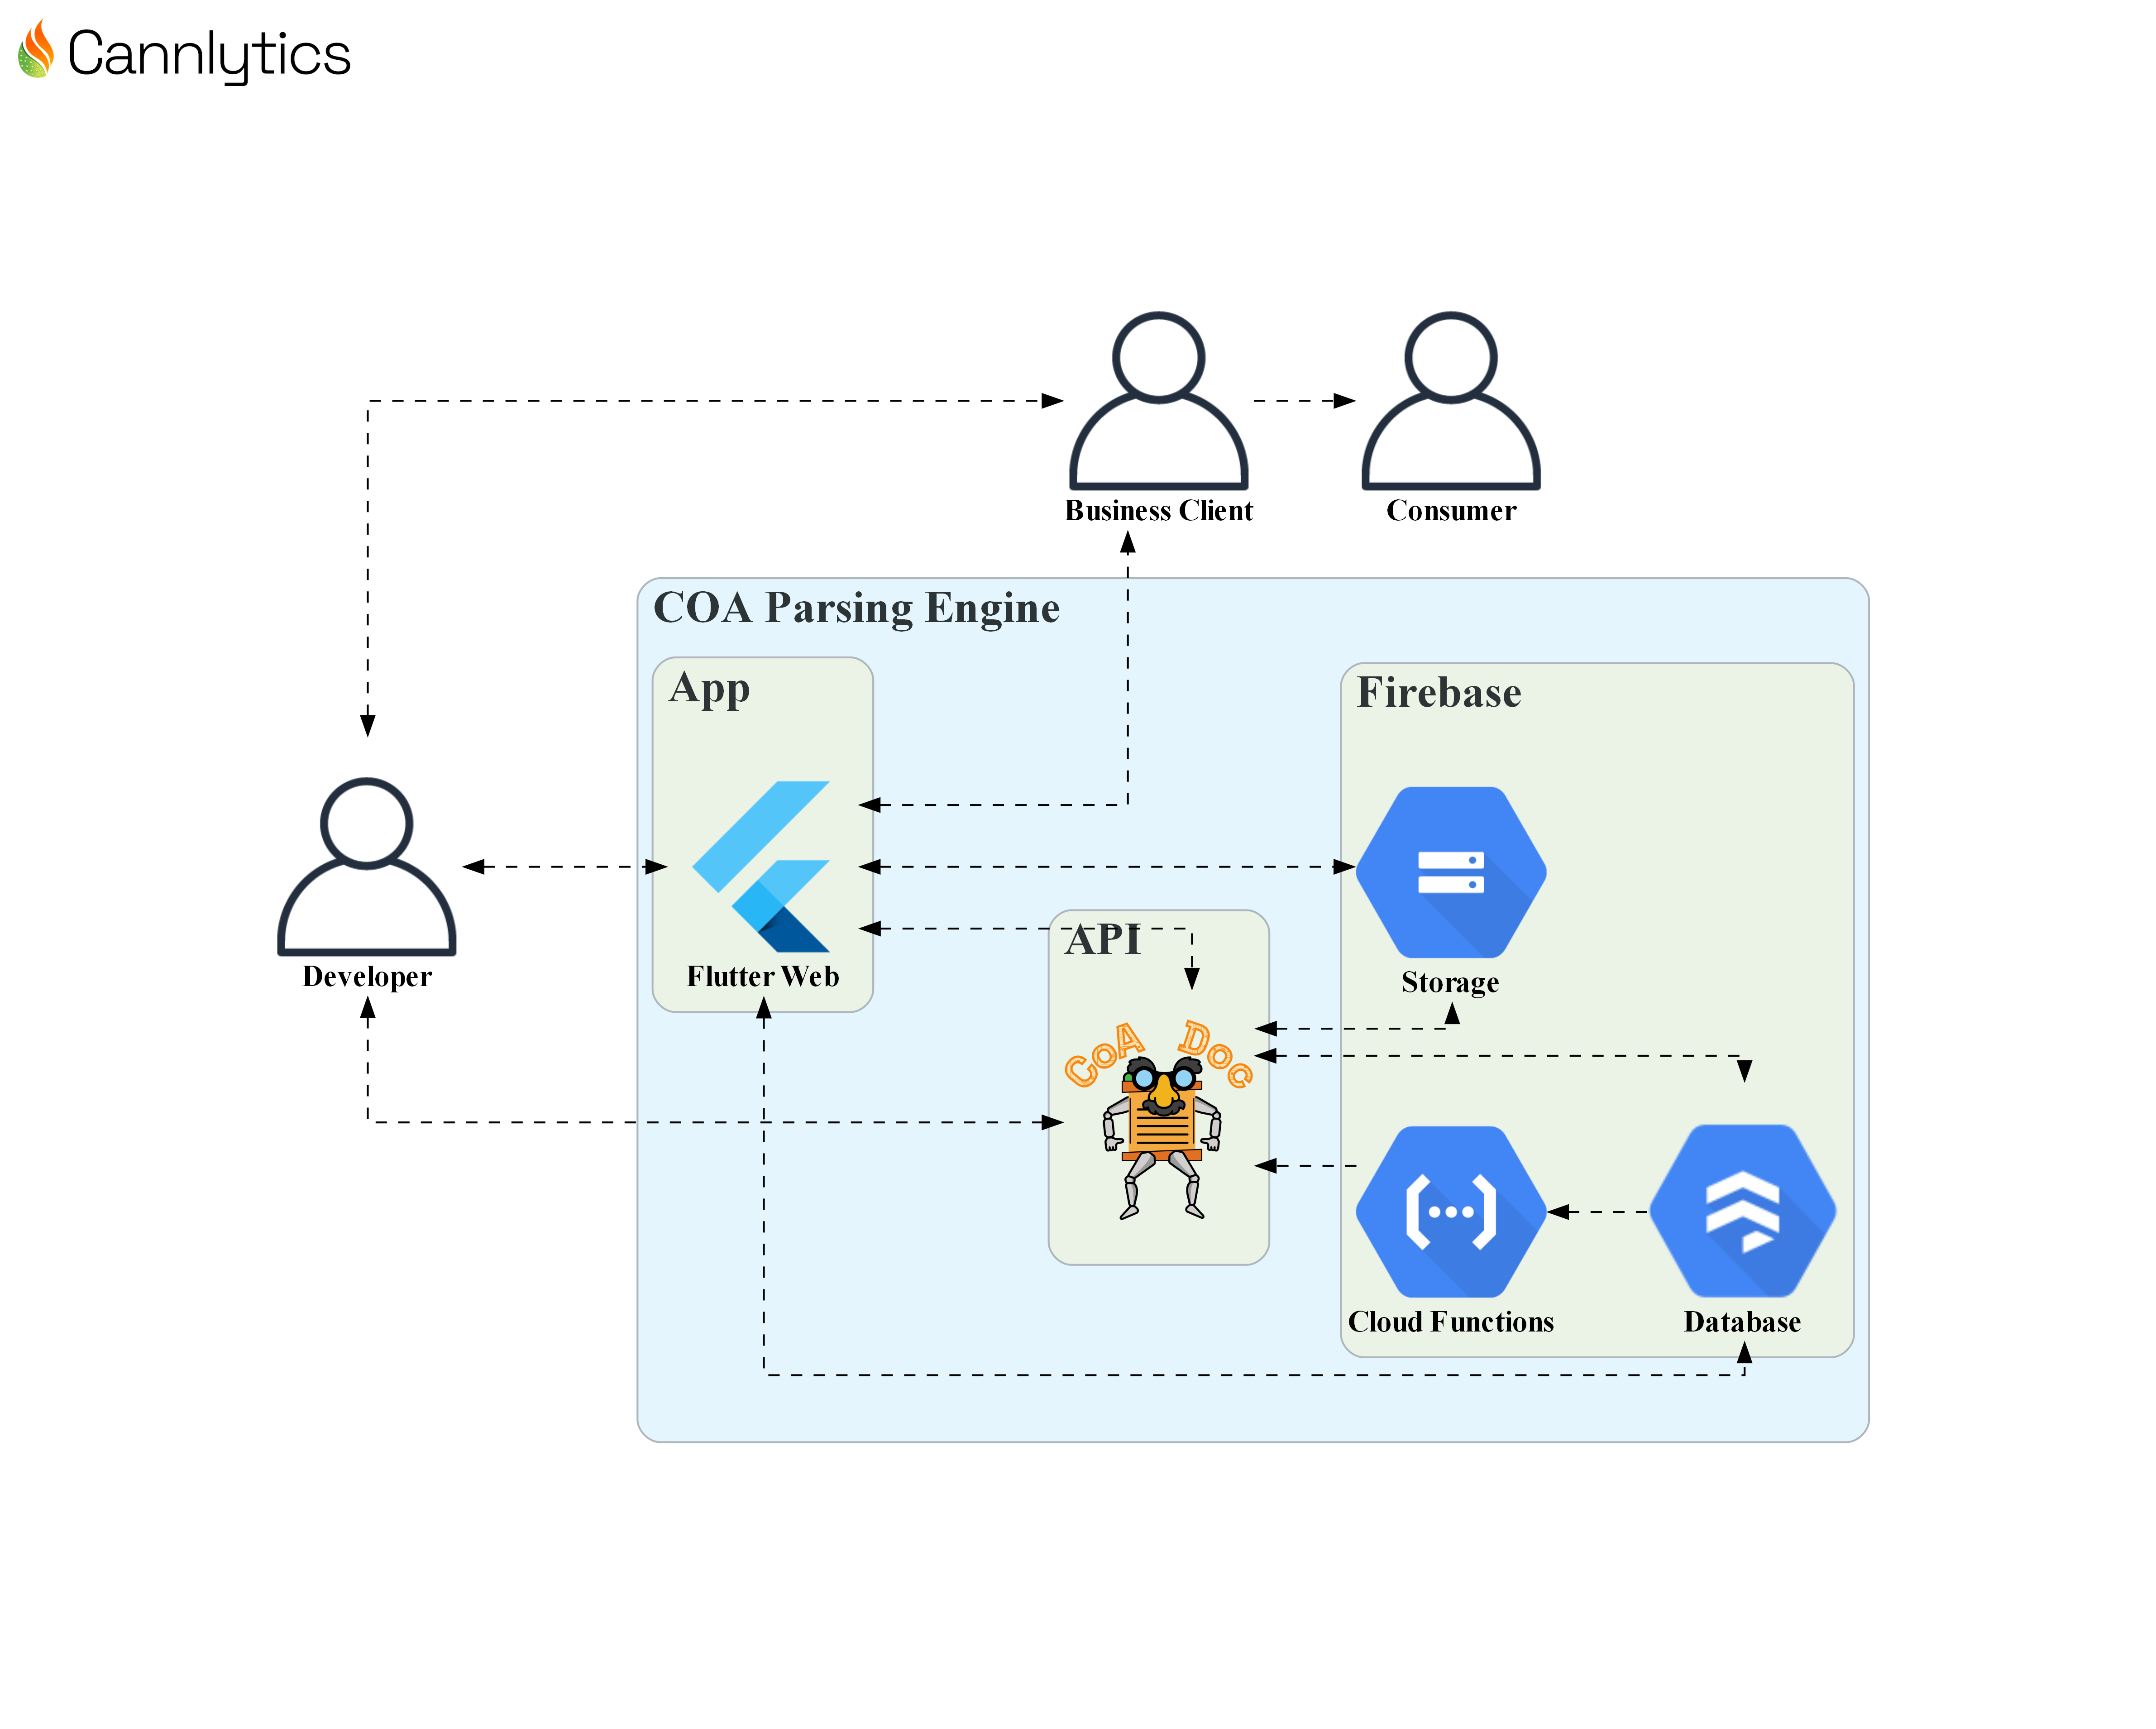 Cannlytics
Business Client
Consumer
COA Parsing Engine
App
Firebase
Developer
Flutter Web
API
Storage
COA DOC
Cloud Functions
Database